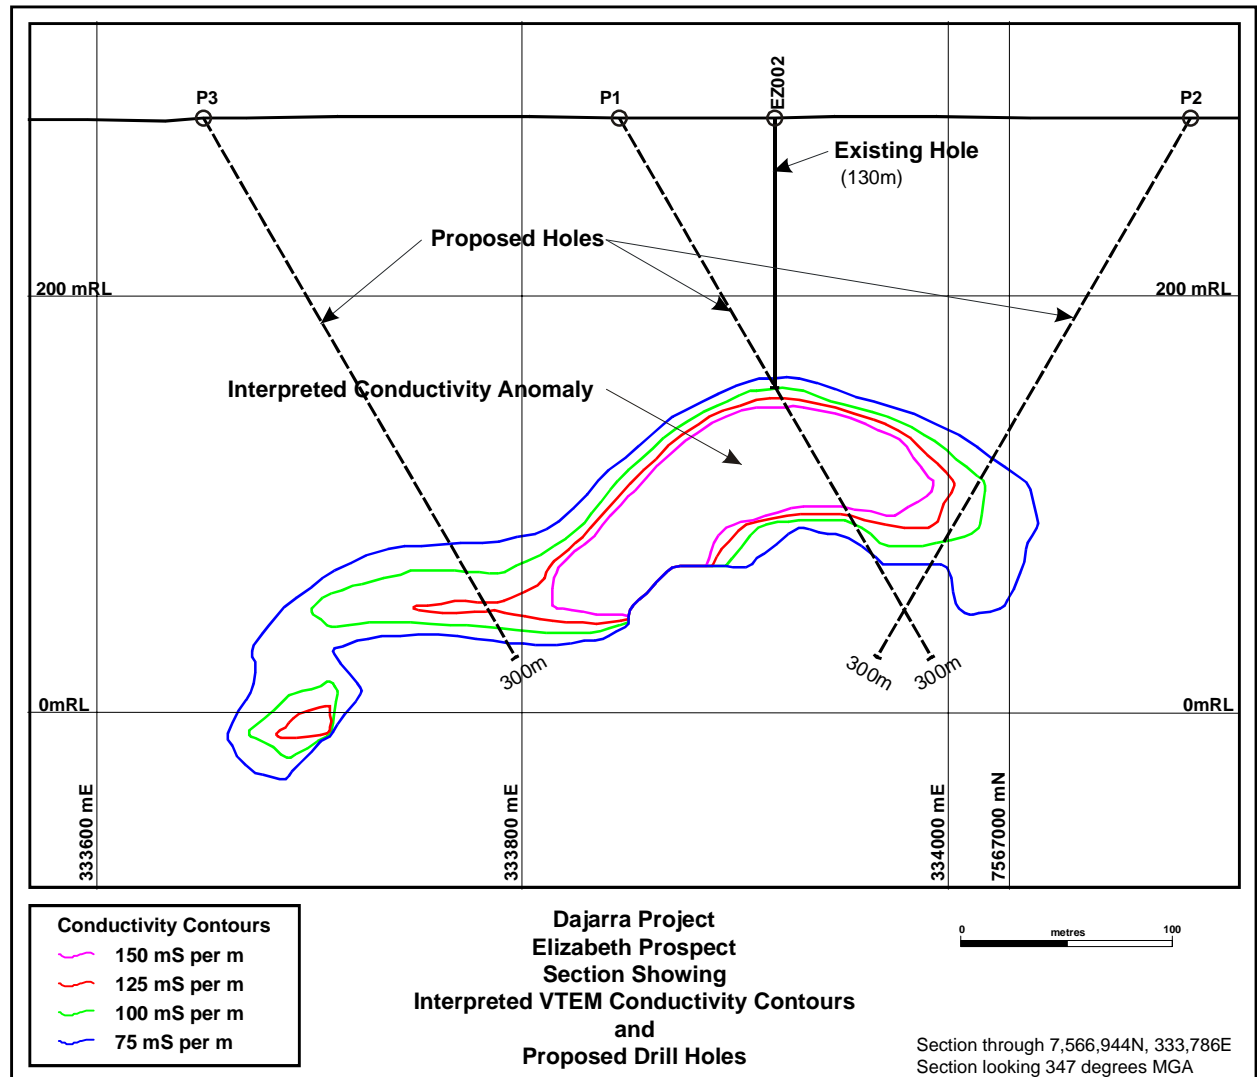 P3
P1
EZ002
P2
Existing Hole
(130m)
Proposed Holes
200 mRL
200 mRL
Interpreted Conductivity Anomaly
300m
300m
300m
0mRL
0mRL
333600 mE
333800 mE
334000 mE
7567000 mN
Conductivity Contours
150 mS per m
125 mS per m
100 mS per m
75 mS per m
Dajarra Project
Elizabeth Prospect
Section Showing
Interpreted VTEM Conductivity Contours
and
Proposed Drill Holes
0 metres 100
Section through 7,566,944N, 333,786E
Section looking 347 degrees MGA